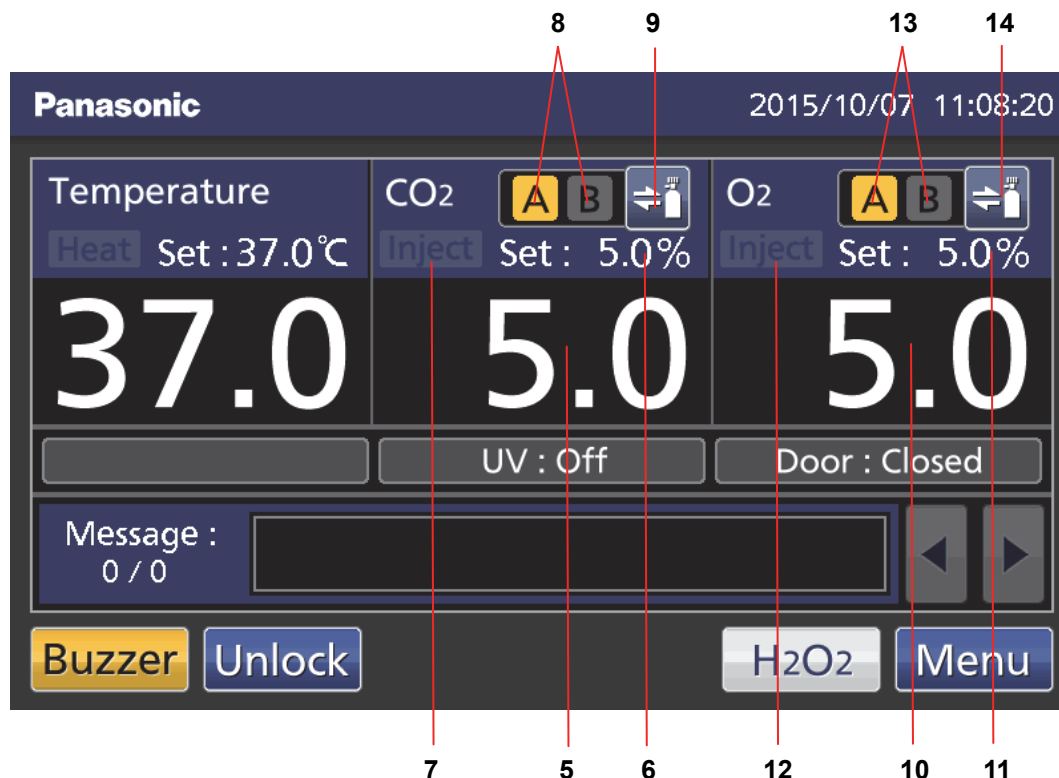 8 9 13 14
Panasonic 2015/10/07 11:08:20
Temperature CO2 A B O2 A B
Heat Set : 37.0℃ Inject Set : 5.0% Inject Set : 5.0%
37.0 5.0 5.0
UV : Off Door : Closed
Message :
0 / 0
Buzzer Unlock H2O2 Menu
7 5 6 12 10 11